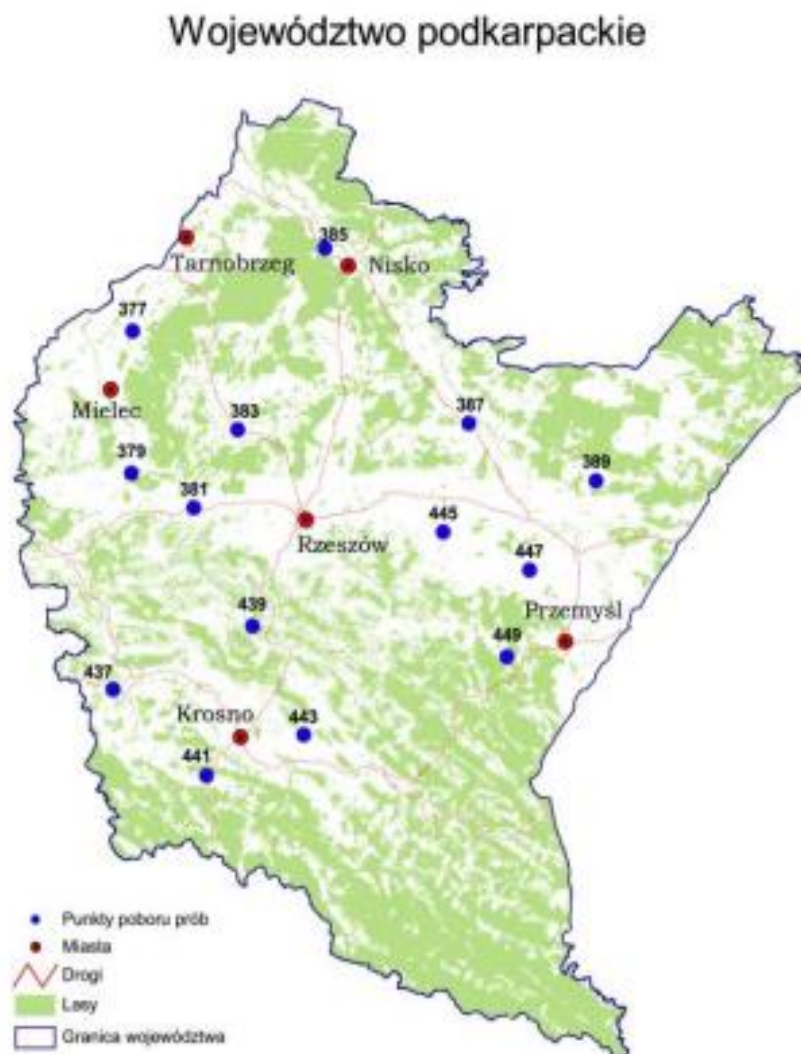 Województwo podkarpackie
385
Tarnobrzeg
Nisko
377
Mielec
383
387
379
381
389
Rzeszów
445
447
439
Przemyśl
449
437
Krosno
443
441
Punkty poboru prób
Miasta
Drogi
Lasy
Granica województwa